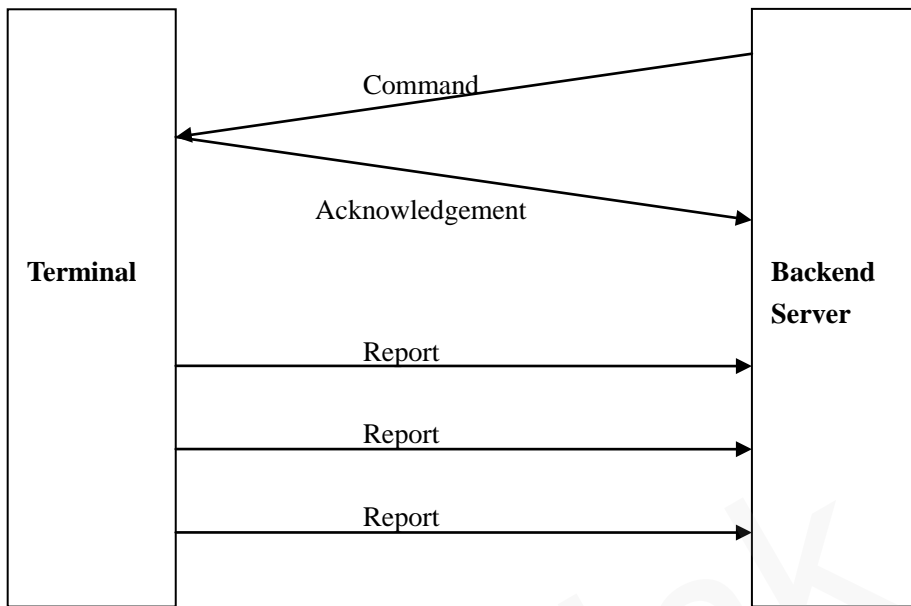 Command
Acknowledgement
Terminal
Backend
Server
Report
Report
Report